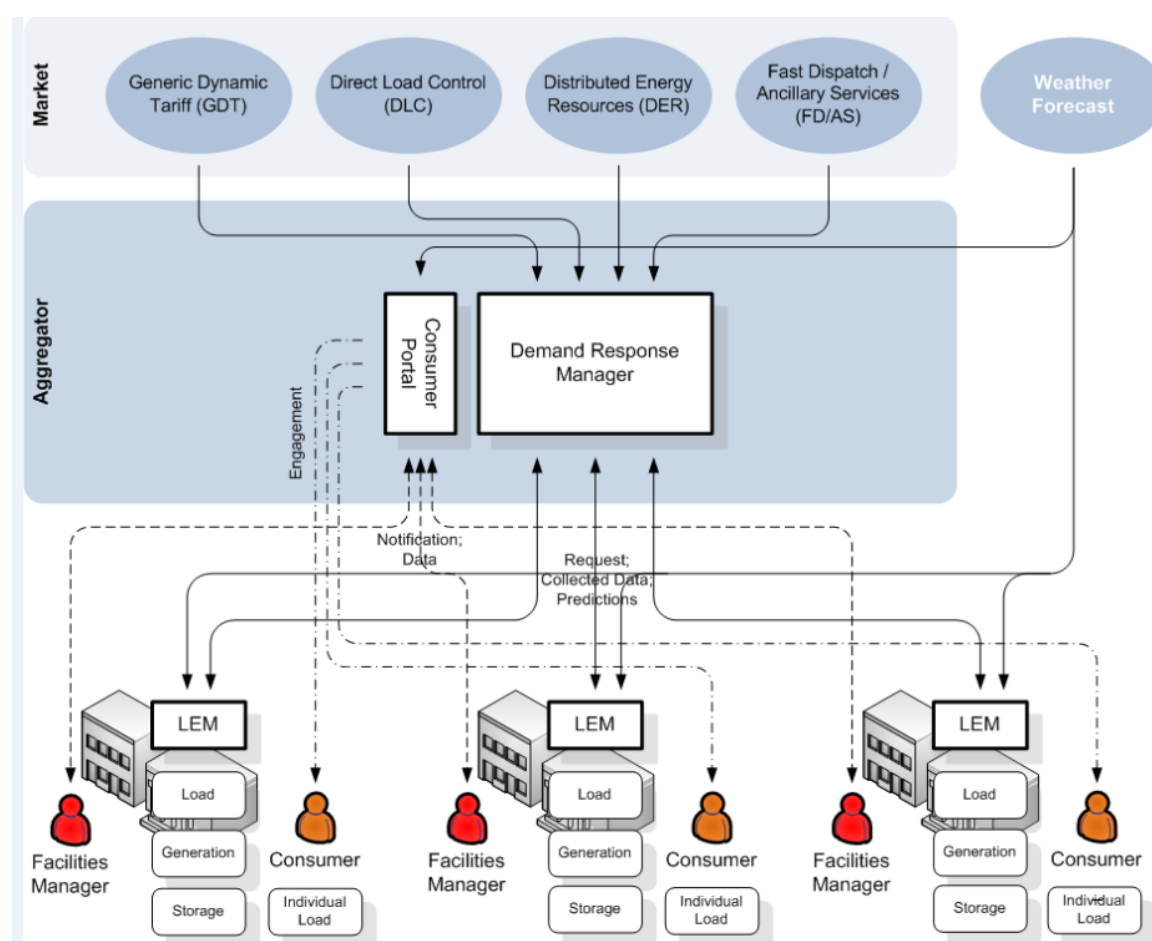 Market
Generic Dynamic
Tariff (GDT)
Direct Load Control
(DLC)
Distributed Energy
Resources (DER)
Fast Dispatch /
Ancillary Services
(FD/AS)
Weather
Forecast
Aggregator
Consumer
Portal
Demand Response
Manager
Engagement
Notification;
Data
Request;
Collected Data;
Predictions
LEM
Load
Generation
Storage
Facilities
Manager
Consumer
Individual
Load
LEM
Load
Generation
Storage
Facilities
Manager
Consumer
Individual
Load
LEM
Load
Generation
Storage
Facilities
Manager
Consumer
Individual
Load